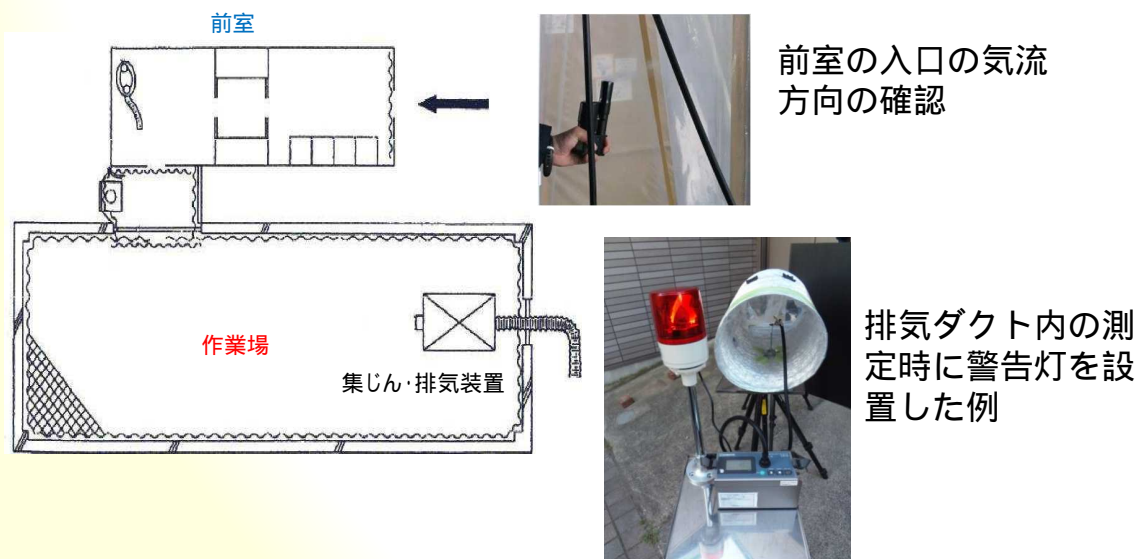 前室
前室の入口の気流
方向の確認
作業場
集じん・排気装置
排気ダクト内の測
定時に警告灯を設
置した例